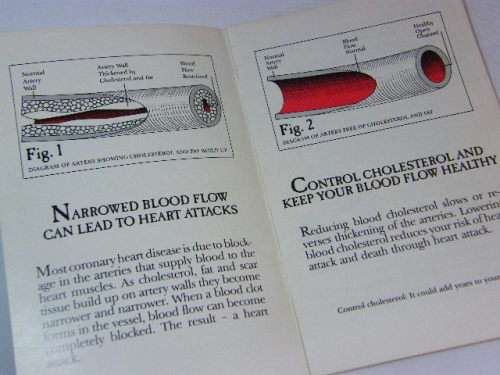 Normal
Artery
Wall
Artery Wall
Thickened by
Cholesterol and fat
Blood
Flow
Restricted
Fig. 1
DIAGRAM OF ARTERY SHOWING CHOLESTEROL AND FAT BUILD UP
NARROWED BLOOD FLOW
CAN LEAD TO HEART ATTACKS
Most coronary heart disease is due to block-
age in the arteries that supply blood to the
heart muscles. As cholesterol, fat and scar
tissue build up on artery walls they become
narrower and narrower. When a blood clot
forms in the vessel, blood flow can become
completely blocked. The result – a heart
attack.
Normal
Artery
Wall
Blood
Flow
Normal
Healthy
Open
Channel
Fig. 2
DIAGRAM OF ARTERY FREE OF CHOLESTEROL AND FAT
CONTROL CHOLESTEROL AND
KEEP YOUR BLOOD FLOW HEALTHY
Reducing blood cholesterol slows or re
verses thickening of the arteries. Lowering
blood cholesterol reduces your risk of hea
attack and death through heart attack.
Control cholesterol: It could add years to your